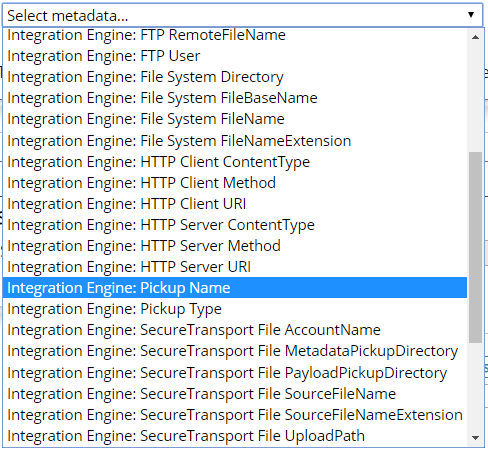 Select metadata...
Integration Engine: FTP RemoteFileName
Integration Engine: FTP User
Integration Engine: File System Directory
Integration Engine: File System FileBaseName
Integration Engine: File System FileName
Integration Engine: File System FileNameExtension
Integration Engine: HTTP Client ContentType
Integration Engine: HTTP Client Method
Integration Engine: HTTP Client URI
Integration Engine: HTTP Server ContentType
Integration Engine: HTTP Server Method
Integration Engine: HTTP Server URI
Integration Engine: Pickup Name
Integration Engine: Pickup Type
Integration Engine: SecureTransport File AccountName
Integration Engine: SecureTransport File MetadataPickupDirectory
Integration Engine: SecureTransport File PayloadPickupDirectory
Integration Engine: SecureTransport File SourceFileName
Integration Engine: SecureTransport File SourceFileNameExtension
Integration Engine: SecureTransport File UploadPath